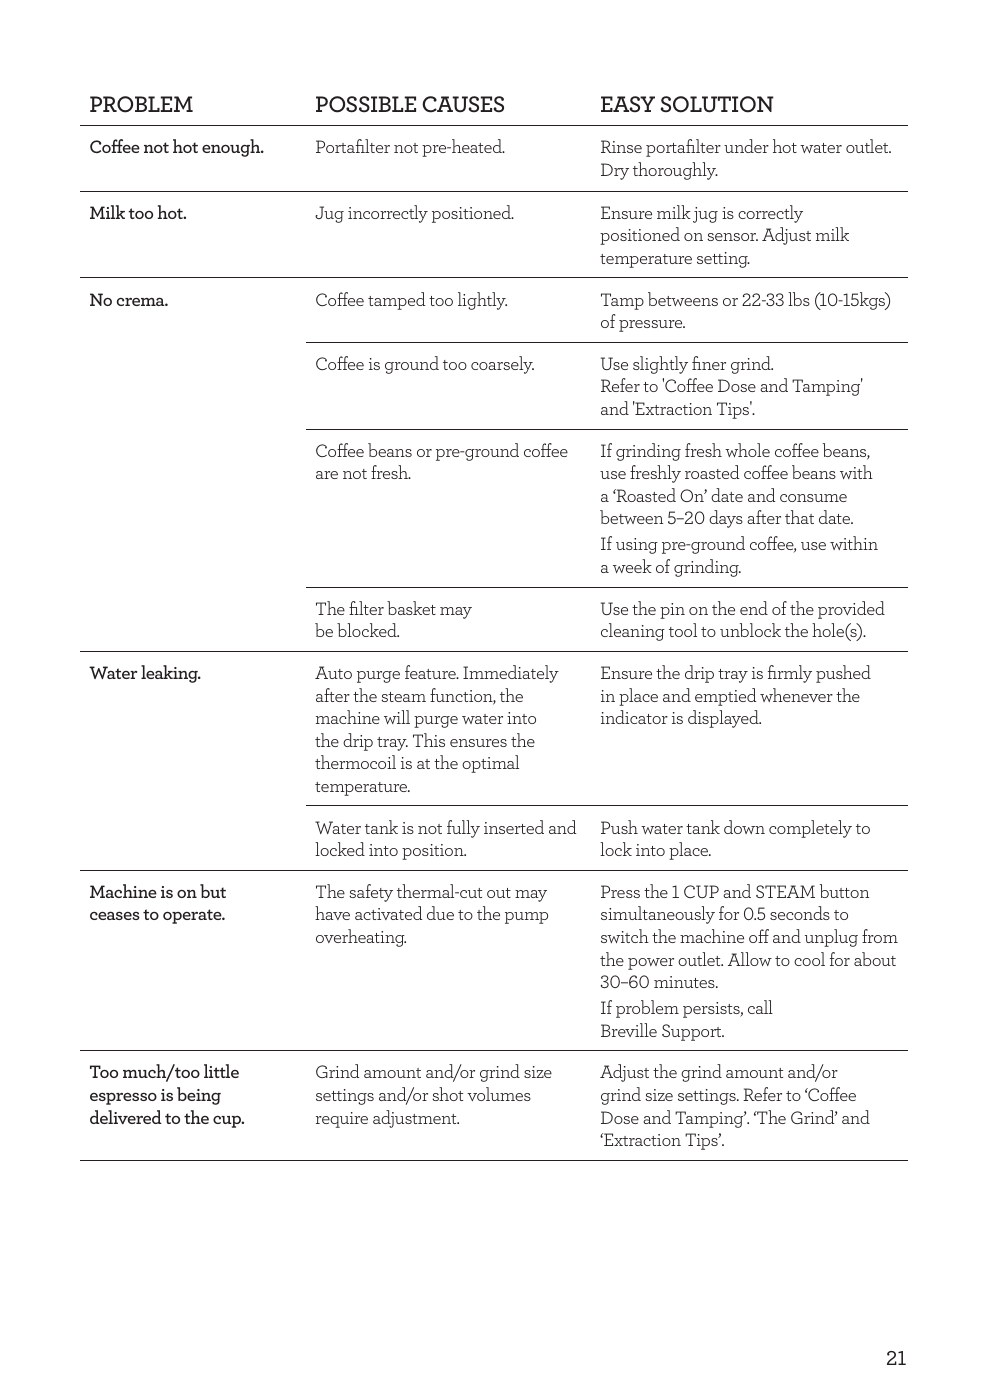 PROBLEM
POSSIBLE CAUSES
EASY SOLUTION
Coffee not hot enough.
Portafilter not pre-heated.
Rinse portafilter under hot water outlet.
Dry thoroughly.
Milk too hot.
Jug incorrectly positioned.
Ensure milk jug is correctly
positioned on sensor. Adjust milk
temperature setting.
No crema.
Coffee tamped too lightly.
Tamp betweens or 22-33 lbs (10-15kgs)
of pressure.
Coffee is ground too coarsely.
Use slightly finer grind.
Refer to 'Coffee Dose and Tamping'
and 'Extraction Tips'.
Coffee beans or pre-ground coffee
are not fresh.
If grinding fresh whole coffee beans,
use freshly roasted coffee beans with
a ‘Roasted On’ date and consume
between 5–20 days after that date.
If using pre-ground coffee, use within
a week of grinding.
The filter basket may
be blocked.
Use the pin on the end of the provided
cleaning tool to unblock the hole(s).
Water leaking.
Auto purge feature. Immediately
after the steam function, the
machine will purge water into
the drip tray. This ensures the
thermocoil is at the optimal
temperature.
Ensure the drip tray is firmly pushed
in place and emptied whenever the
indicator is displayed.
Water tank is not fully inserted and
locked into position.
Push water tank down completely to
lock into place.
Machine is on but
ceases to operate.
The safety thermal-cut out may
have activated due to the pump
overheating.
Press the 1 CUP and STEAM button
simultaneously for 0.5 seconds to
switch the machine off and unplug from
the power outlet. Allow to cool for about
30–60 minutes.
If problem persists, call
Breville Support.
Too much/too little
espresso is being
delivered to the cup.
Grind amount and/or grind size
settings and/or shot volumes
require adjustment.
Adjust the grind amount and/or
grind size settings. Refer to ‘Coffee
Dose and Tamping’. ‘The Grind’ and
‘Extraction Tips’.
21